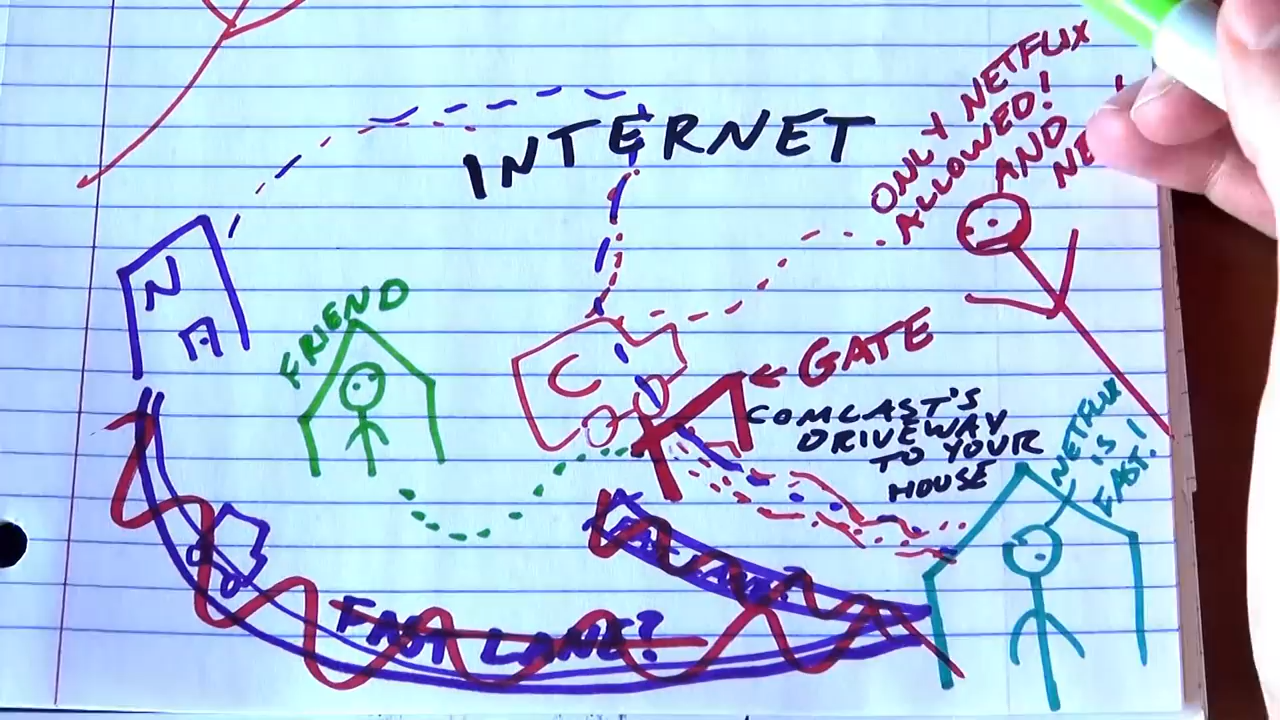 INTERNET
ONLY NETFLIX
ALLOWED!
AND
N
FRIEND
C
← GATE
COMCAST'S
DRIVEWAY
TO YOUR
HOUSE
NETFLIX
IS
FAST!
FAST LANE?